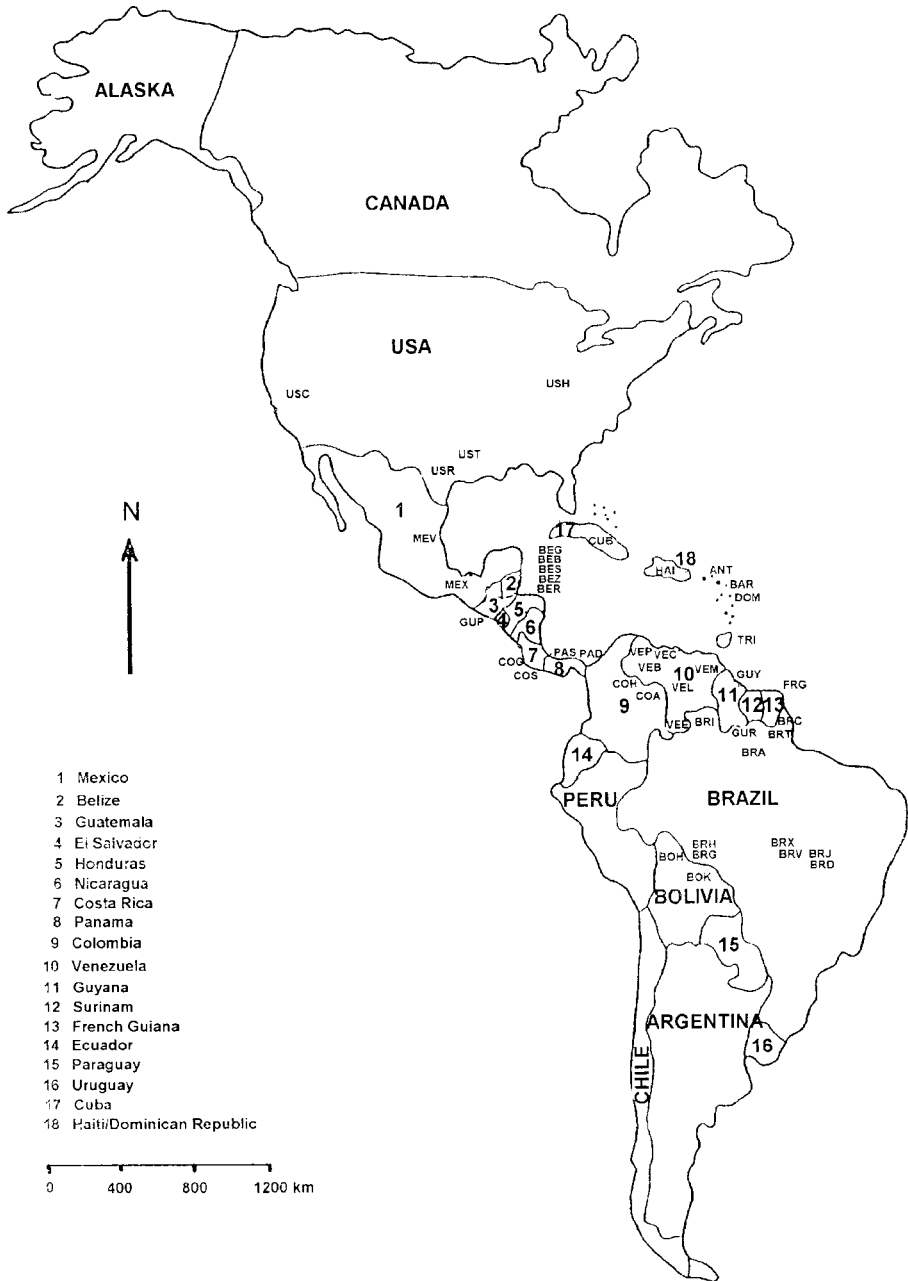 ALASKA
CANADA
USA
USC
USH
UST
USR
N
1
MEV
17
CUB
18
HAI
ANT
BAR
DOM
TRI
BEG
BEB
BES
BEZ
BER
MEX
2
3
GUP
4
5
6
7
COG
COS
8
PAS PAD
VEP VEC
VEB
10
VEM
GUY
COH
COA
VEL
9
11
12
13
FRG
VEE
BRI
GUR
BRC
BRT
BRA
14
PERU
BRAZIL
BRH
BRG
BOH
BOK
BOLIVIA
BRX
BRV
BRJ
BRD
15
ARGENTINA
16
CHILE
1 Mexico
2 Belize
3 Guatemala
4 El Salvador
5 Honduras
6 Nicaragua
7 Costa Rica
8 Panama
9 Colombia
10 Venezuela
11 Guyana
12 Surinam
13 French Guiana
14 Ecuador
15 Paraguay
16 Uruguay
17 Cuba
18 Haiti/Dominican Republic
0 400 800 1200 km